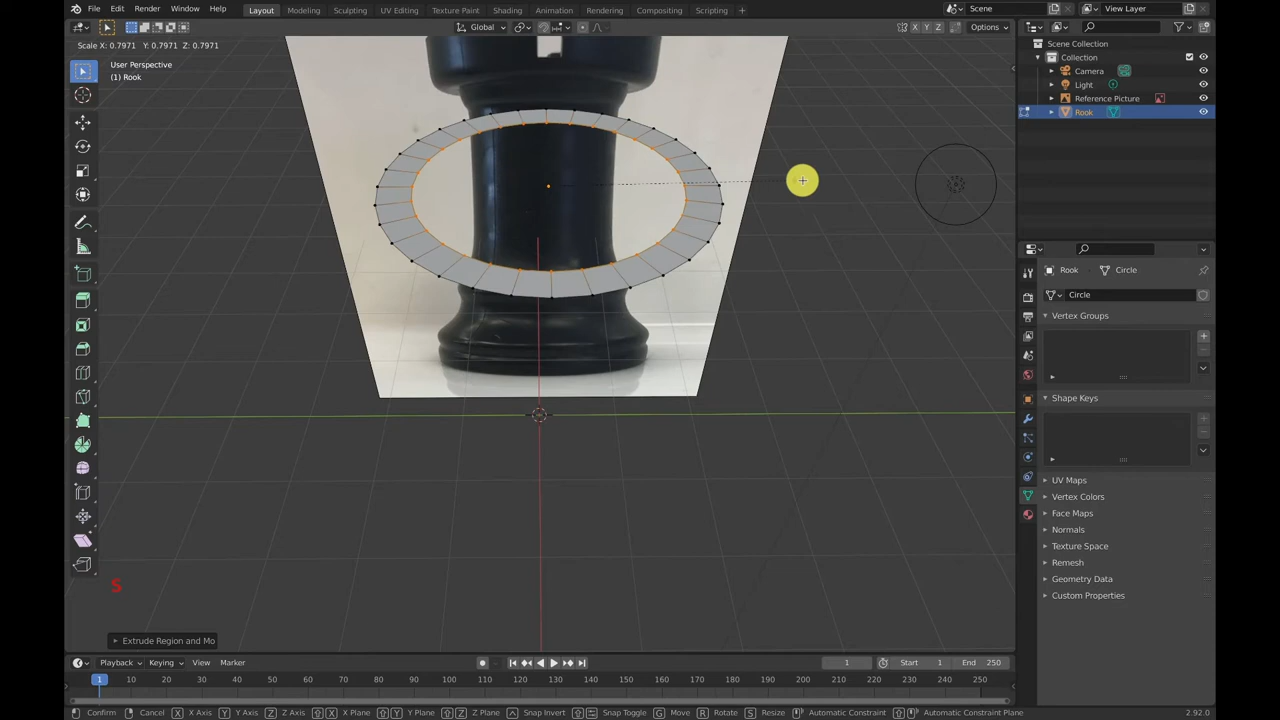 File Edit Render Window Help
Layout Modeling Sculpting UV Editing Texture Paint Shading Animation Rendering Compositing Scripting +
Scene
View Layer
Global
X Y Z
Options
Scale X: 0.7971 Y: 0.7971 Z: 0.7971
User Perspective
(1) Rook
Scene Collection
Collection
Camera
Light
Reference Picture
Rook
Rook
Circle
Circle
Vertex Groups
Shape Keys
UV Maps
Vertex Colors
Face Maps
Normals
Texture Space
Remesh
Geometry Data
Custom Properties
S
Extrude Region and Mo
Playback Keying View Marker
1
Start 1
End 250
1 10 20 30 40 50 60 70 80 90 100 110 120 130 140 150 160 170 180 190 200 210 220 230 240 250
Confirm Cancel X X Axis Y Y Axis Z Z Axis X X Plane Y Y Plane Z Z Plane Snap Invert Snap Toggle G Move R Rotate S Resize Automatic Constraint Automatic Constraint Plane
2.92.0